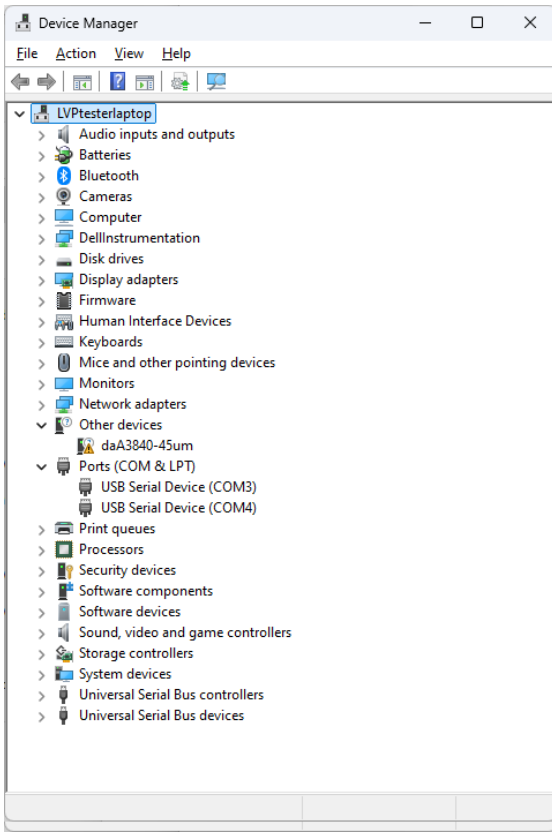 Device Manager
File Action View Help
LVPtesterlaptop
Audio inputs and outputs
Batteries
Bluetooth
Cameras
Computer
DellInstrumentation
Disk drives
Display adapters
Firmware
Human Interface Devices
Keyboards
Mice and other pointing devices
Monitors
Network adapters
Other devices
daA3840-45um
Ports (COM & LPT)
USB Serial Device (COM3)
USB Serial Device (COM4)
Print queues
Processors
Security devices
Software components
Software devices
Sound, video and game controllers
Storage controllers
System devices
Universal Serial Bus controllers
Universal Serial Bus devices